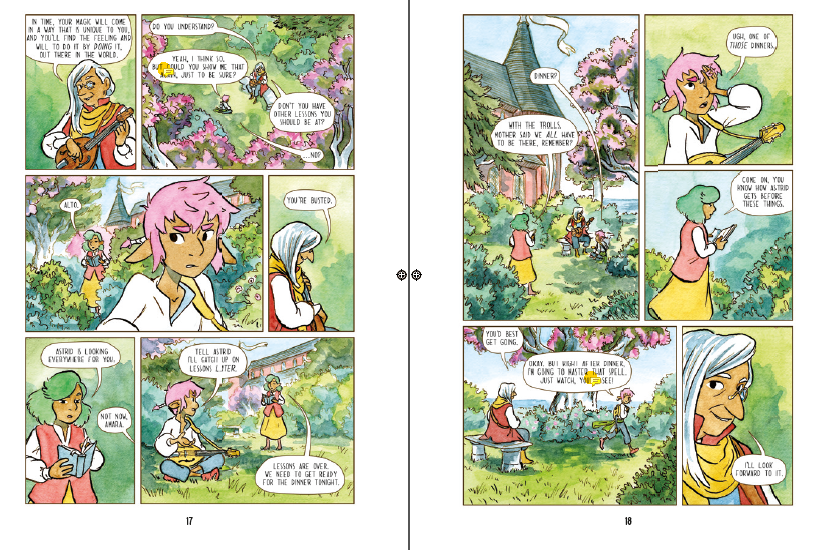 IN TIME, YOUR MAGIC WILL COME
IN A WAY THAT IS UNIQUE TO YOU,
AND YOU'LL FIND THE FEELING AND
WILL TO DO IT BY DOING IT,
OUT THERE IN THE WORLD.
DO YOU UNDERSTAND?
YEAH, I THINK SO,
BUT COULD YOU SHOW ME THAT
AGAIN, JUST TO BE SURE?
DON'T YOU HAVE
OTHER LESSONS YOU
SHOULD BE AT?
...NO?
ALTO.
YOU'RE BUSTED.
ASTRID IS LOOKING
EVERYWHERE FOR YOU.
NOT NOW,
AMARA.
TELL ASTRID
I'LL CATCH UP ON
LESSONS LATER.
LESSONS ARE OVER.
WE NEED TO GET READY
FOR THE DINNER TONIGHT.
17
DINNER?
WITH THE TROLLS.
MOTHER SAID WE ALL HAVE
TO BE THERE, REMEMBER?
UGH, ONE OF
THOSE DINNERS.
COME ON, YOU
KNOW HOW ASTRID
GETS BEFORE
THESE THINGS.
YOU'D BEST
GET GOING.
OKAY, BUT RIGHT AFTER DINNER,
I'M GOING TO MASTER THAT SPELL.
JUST WATCH, SEE!
I'LL LOOK
FORWARD TO IT.
18